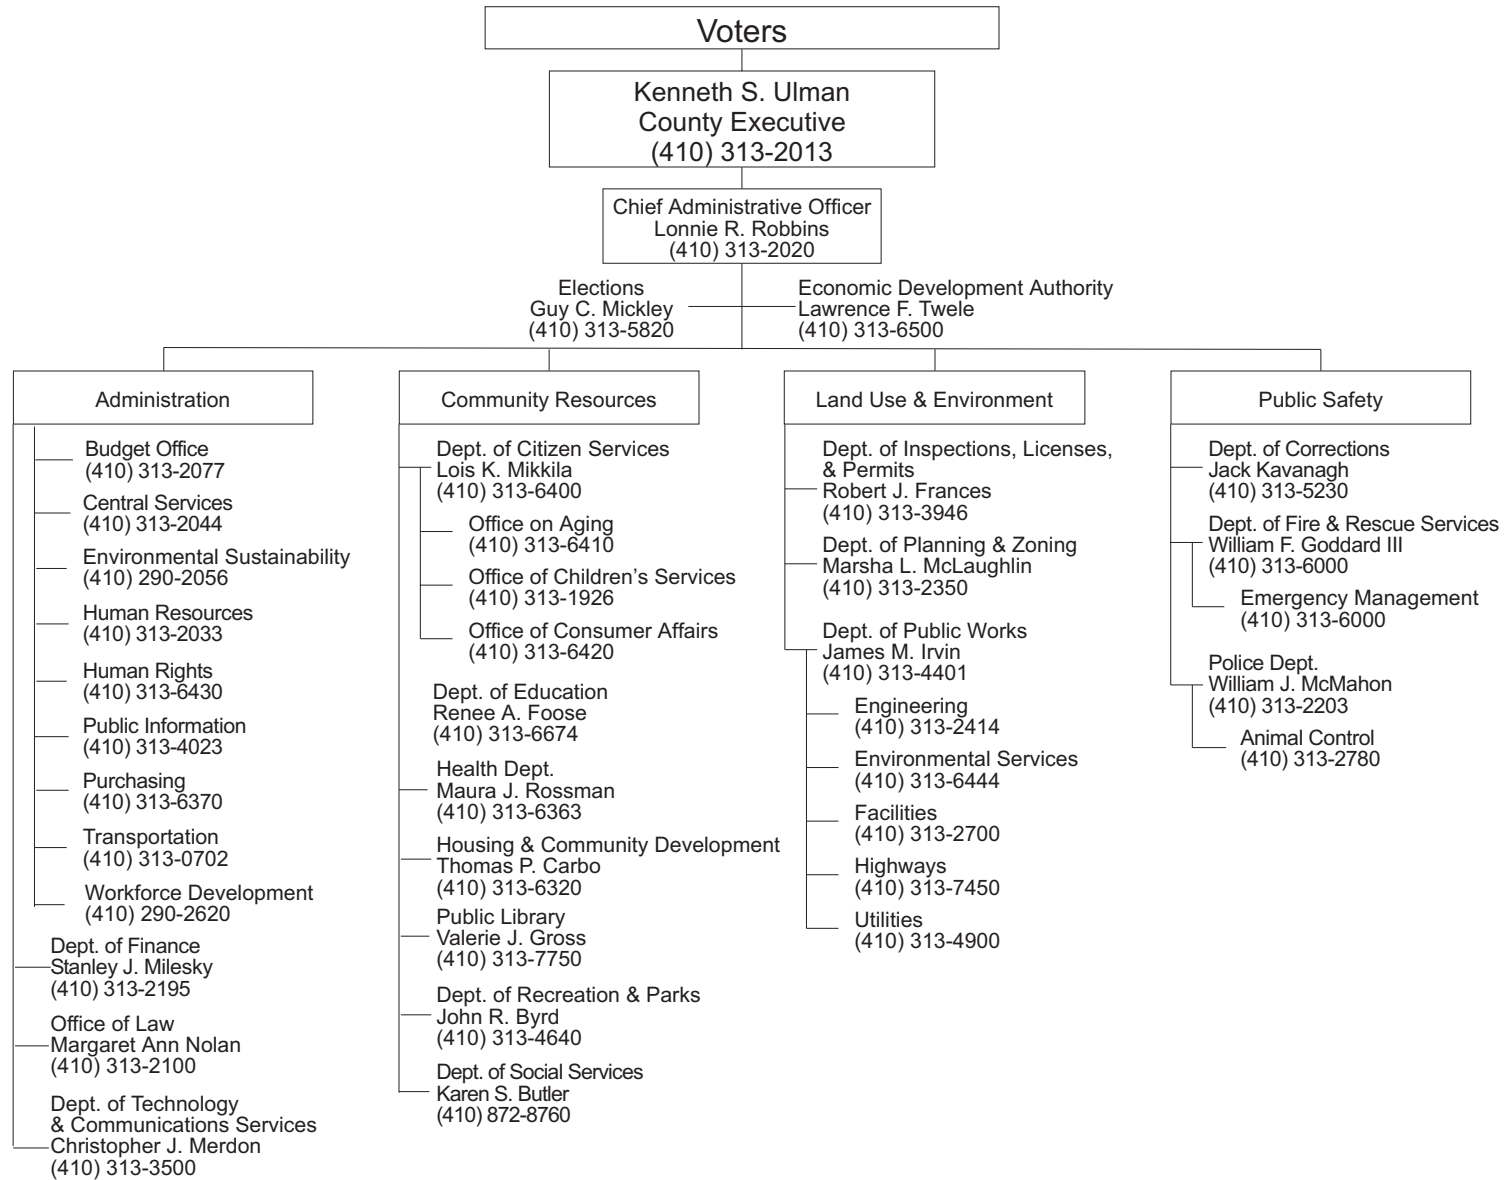 Voters
Kenneth S. Ulman
County Executive
(410) 313-2013
Chief Administrative Officer
Lonnie R. Robbins
(410) 313-2020
Elections
Guy C. Mickley
(410) 313-5820
Economic Development Authority
Lawrence F. Twele
(410) 313-6500
Administration
Budget Office
(410) 313-2077
Central Services
(410) 313-2044
Environmental Sustainability
(410) 290-2056
Human Resources
(410) 313-2033
Human Rights
(410) 313-6430
Public Information
(410) 313-4023
Purchasing
(410) 313-6370
Transportation
(410) 313-0702
Workforce Development
(410) 290-2620
Dept. of Finance
Stanley J. Milesky
(410) 313-2195
Office of Law
Margaret Ann Nolan
(410) 313-2100
Dept. of Technology
& Communications Services
Christopher J. Merdon
(410) 313-3500
Community Resources
Dept. of Citizen Services
Lois K. Mikkila
(410) 313-6400
Office on Aging
(410) 313-6410
Office of Children’s Services
(410) 313-1926
Office of Consumer Affairs
(410) 313-6420
Dept. of Education
Renee A. Foose
(410) 313-6674
Health Dept.
Maura J. Rossman
(410) 313-6363
Housing & Community Development
Thomas P. Carbo
(410) 313-6320
Public Library
Valerie J. Gross
(410) 313-7750
Dept. of Recreation & Parks
John R. Byrd
(410) 313-4640
Dept. of Social Services
Karen S. Butler
(410) 872-8760
Land Use & Environment
Dept. of Inspections, Licenses,
& Permits
Robert J. Frances
(410) 313-3946
Dept. of Planning & Zoning
Marsha L. McLaughlin
(410) 313-2350
Dept. of Public Works
James M. Irvin
(410) 313-4401
Engineering
(410) 313-2414
Environmental Services
(410) 313-6444
Facilities
(410) 313-2700
Highways
(410) 313-7450
Utilities
(410) 313-4900
Public Safety
Dept. of Corrections
Jack Kavanagh
(410) 313-5230
Dept. of Fire & Rescue Services
William F. Goddard III
(410) 313-6000
Emergency Management
(410) 313-6000
Police Dept.
William J. McMahon
(410) 313-2203
Animal Control
(410) 313-2780